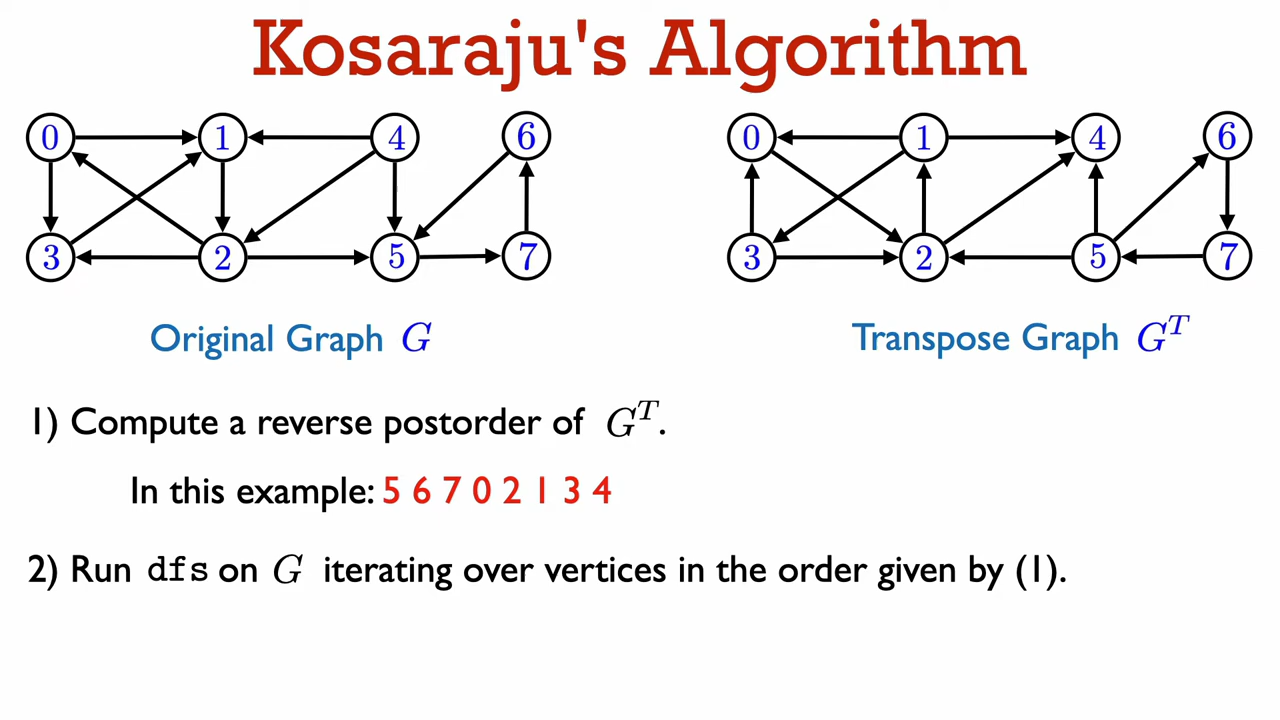 Kosaraju's Algorithm
0 1 4 6
3 2 5 7
0 1 4 6
3 2 5 7
Original Graph G
Transpose Graph G^T
1) Compute a reverse postorder of G^T.
In this example: 5 6 7 0 2 1 3 4
2) Run dfs on G iterating over vertices in the order given by (1).